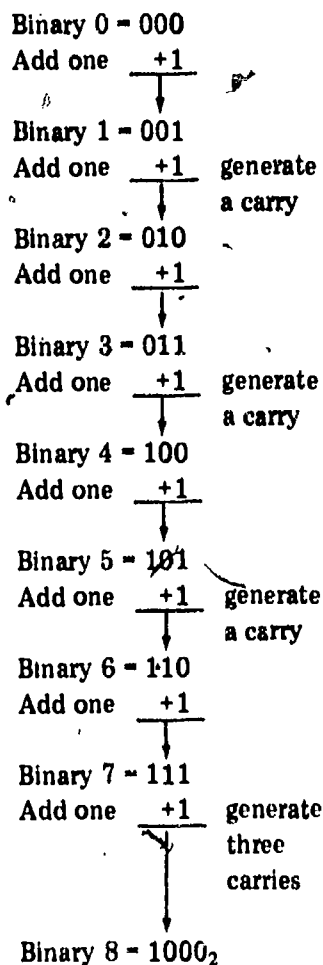 Binary 0 = 000
Add one +1
Binary 1 = 001
Add one +1 generate
a carry
Binary 2 = 010
Add one +1
Binary 3 = 011
Add one +1 generate
a carry
Binary 4 = 100
Add one +1
Binary 5 = 101
Add one +1 generate
a carry
Binary 6 = 110
Add one +1
Binary 7 = 111
Add one +1 generate
three
carries
Binary 8 = 1000₂